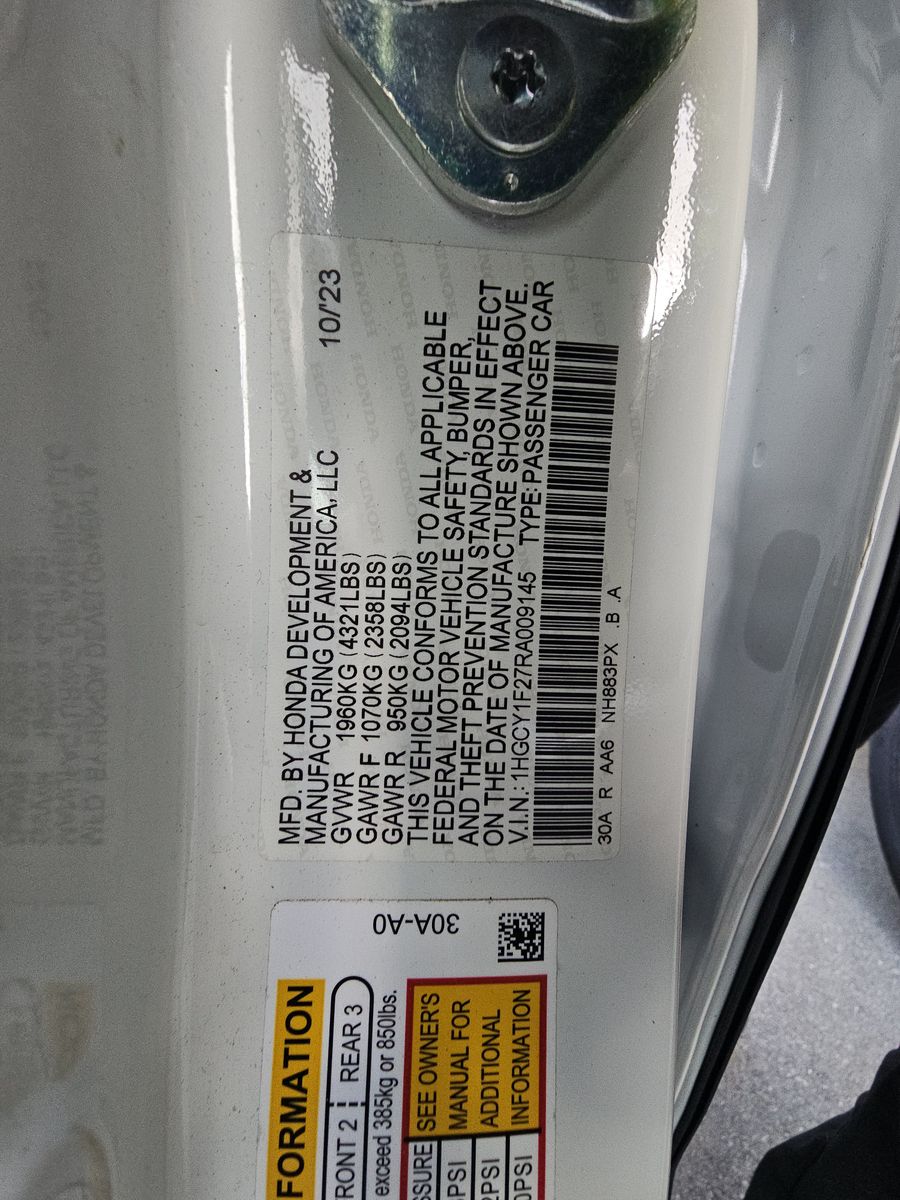 MFD. BY HONDA DEVELOPMENT &
MANUFACTURING OF AMERICA, LLC 10/'23
GVWR 1960KG (4321LBS)
GAWR F 1070KG (2358LBS)
GAWR R 950KG (2094LBS)
THIS VEHICLE CONFORMS TO ALL APPLICABLE
FEDERAL MOTOR VEHICLE SAFETY, BUMPER,
AND THEFT PREVENTION STANDARDS IN EFFECT
ON THE DATE OF MANUFACTURE SHOWN ABOVE.
V.I.N.: 1HGCY1F27RA009145 TYPE: PASSENGER CAR
30A R AA6 NH883PX .B .A
30A-A0
FORMATION
RONT 2 REAR 3
exceed 385kg or 850lbs.
SSURE
PSI
PSI
PSI
SEE OWNER'S
MANUAL FOR
ADDITIONAL
INFORMATION